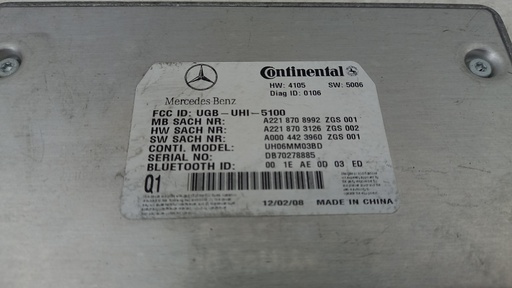 Continental
HW: 4105 SW: 5006
Diag ID: 0106
Mercedes Benz
FCC ID: UGB-UHI-5100
MB SACH NR: A221 870 8992 ZGS 001
HW SACH NR: A221 870 3126 ZGS 002
SW SACH NR: A000 442 3960 ZGS 001
CONTI. MODEL: UH06MM03BD
SERIAL NO: DB70278885
BLUETOOTH ID: 00 1E AE 0D 03 ED
Q1
12/02/08 MADE IN CHINA